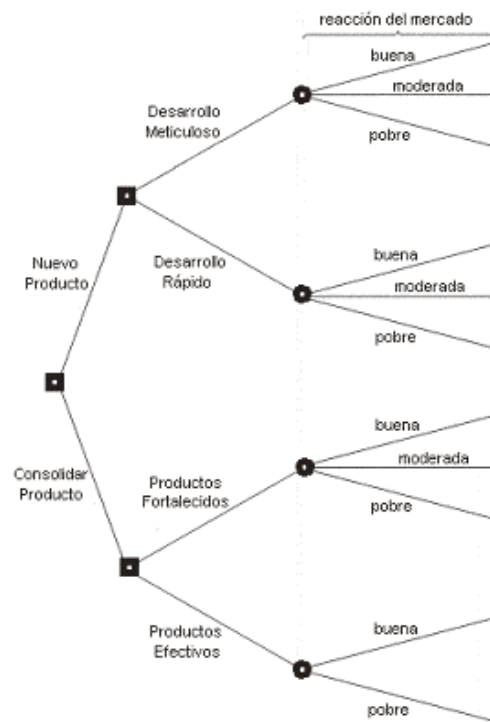 reacción del mercado
buena
moderada
pobre
Desarrollo
Meticuloso
Nuevo
Producto
Desarrollo
Rápido
buena
moderada
pobre
Consolidar
Producto
Productos
Fortalecidos
buena
moderada
pobre
Productos
Efectivos
buena
pobre